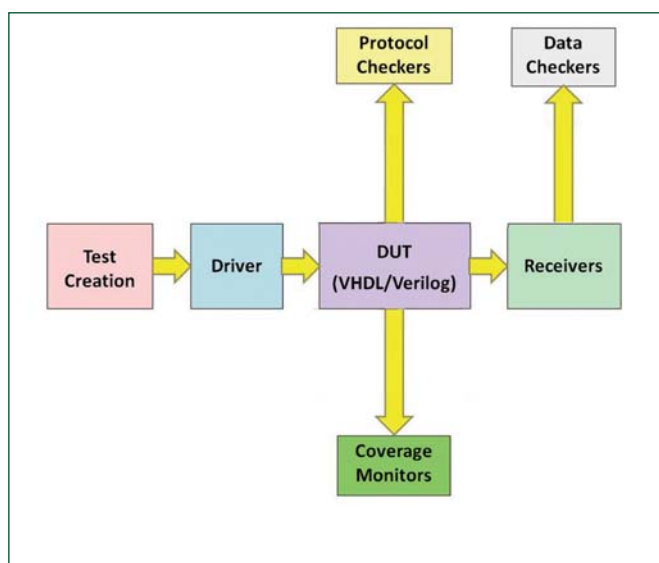 Protocol
Checkers
Data
Checkers
Test
Creation
Driver
DUT
(VHDL/Verilog)
Receivers
Coverage
Monitors